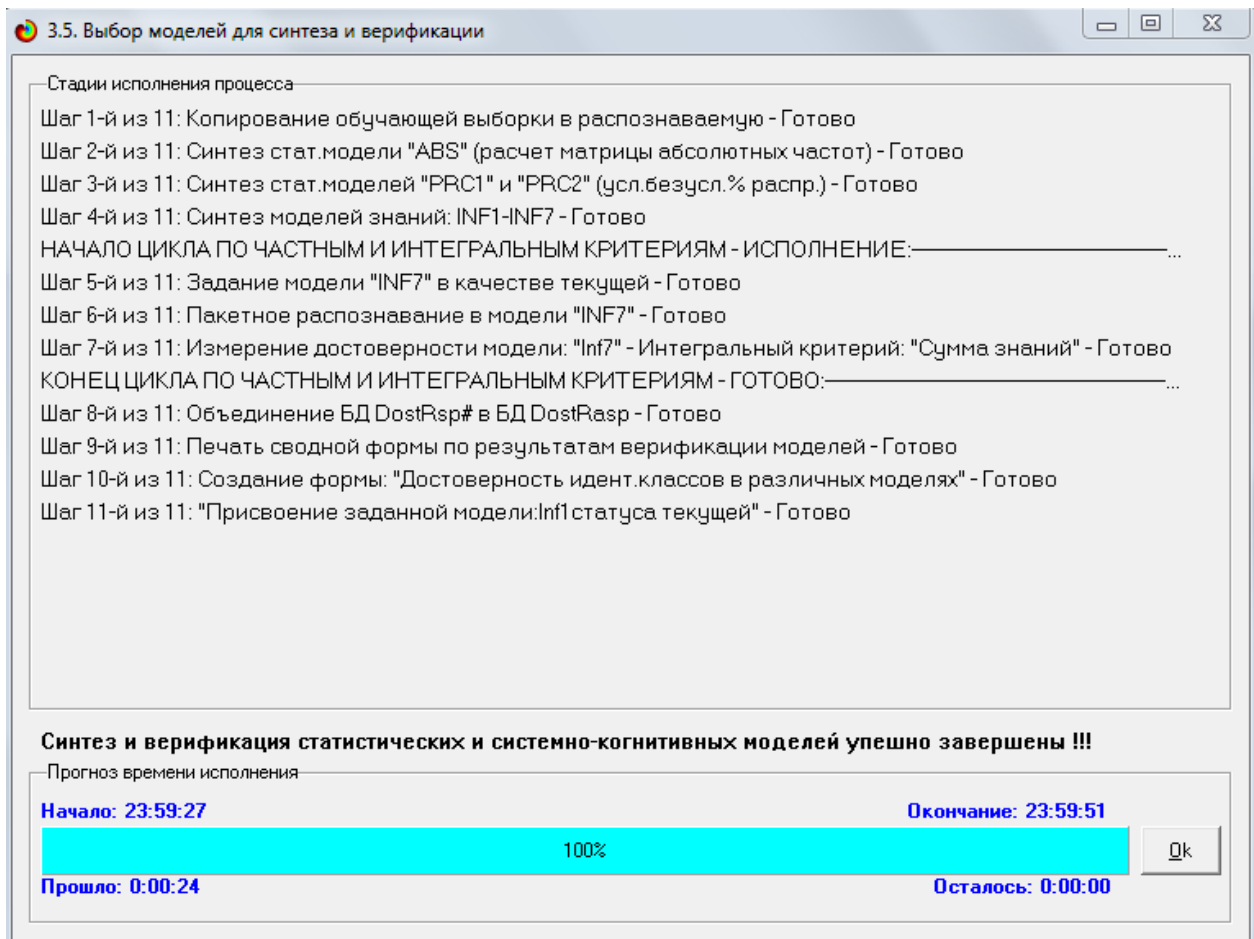 3.5. Выбор моделей для синтеза и верификации
Стадии исполнения процесса
Шаг 1-й из 11: Копирование обучающей выборки в распознаваемую - Готово
Шаг 2-й из 11: Синтез стат.модели "ABS" (расчет матрицы абсолютных частот) - Готово
Шаг 3-й из 11: Синтез стат.моделей "PRC1" и "PRC2" (усл.безусл.% распр.) - Готово
Шаг 4-й из 11: Синтез моделей знаний: INF1-INF7 - Готово
НАЧАЛО ЦИКЛА ПО ЧАСТНЫМ И ИНТЕГРАЛЬНЫМ КРИТЕРИЯМ - ИСПОЛНЕНИЕ:——————————...
Шаг 5-й из 11: Задание модели "INF7" в качестве текущей - Готово
Шаг 6-й из 11: Пакетное распознавание в модели "INF7" - Готово
Шаг 7-й из 11: Измерение достоверности модели: "Inf7" - Интегральный критерий: "Сумма знаний" - Готово
КОНЕЦ ЦИКЛА ПО ЧАСТНЫМ И ИНТЕГРАЛЬНЫМ КРИТЕРИЯМ - ГОТОВО:——————————...
Шаг 8-й из 11: Объединение БД DostRsp# в БД DostRasp - Готово
Шаг 9-й из 11: Печать сводной формы по результатам верификации моделей - Готово
Шаг 10-й из 11: Создание формы: "Достоверность идент.классов в различных моделях" - Готово
Шаг 11-й из 11: "Присвоение заданной модели:Inf1статуса текущей" - Готово
Синтез и верификация статистических и системно-когнитивных моделей упешно завершены !!!
Прогноз времени исполнения
Начало: 23:59:27 Окончание: 23:59:51
100% Ok
Прошло: 0:00:24 Осталось: 0:00:00